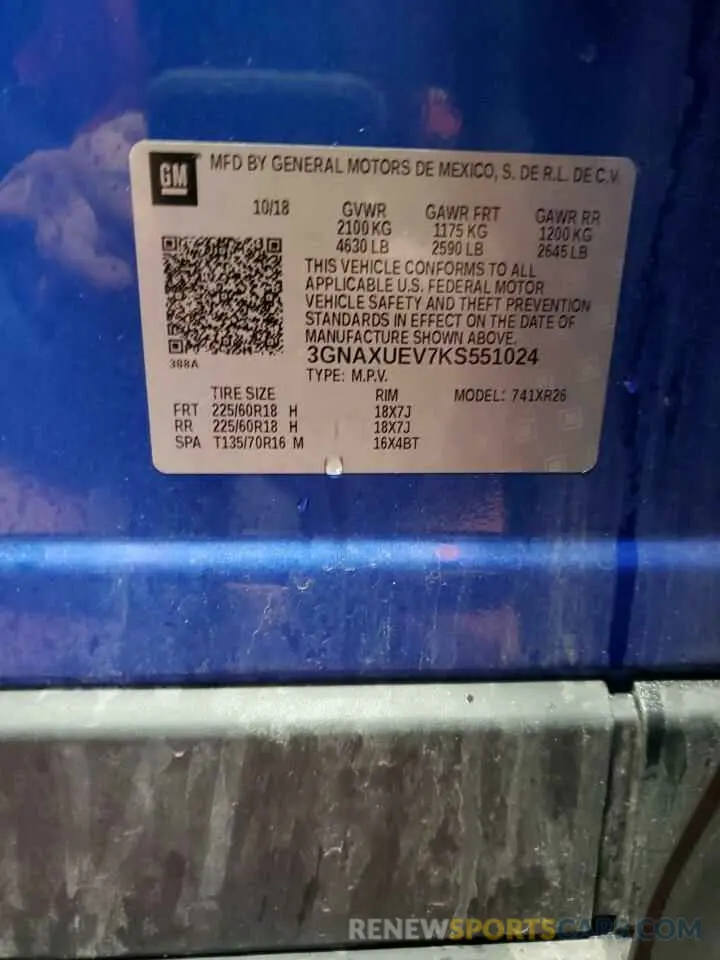 GM MFD BY GENERAL MOTORS DE MEXICO, S. DE R.L. DE C.V.
10/18 GVWR GAWR FRT GAWR RR
2100 KG 1175 KG 1200 KG
4630 LB 2590 LB 2645 LB
THIS VEHICLE CONFORMS TO ALL
APPLICABLE U.S. FEDERAL MOTOR
VEHICLE SAFETY AND THEFT PREVENTION
STANDARDS IN EFFECT ON THE DATE OF
MANUFACTURE SHOWN ABOVE.
3GNAXUEV7KS551024
388A
TYPE: M.P.V.
TIRE SIZE RIM MODEL: 741XR26
FRT 225/60R18 H 18X7J
RR 225/60R18 H 18X7J
SPA T135/70R16 M 16X4BT
RENEWSPORTSCARS.COM